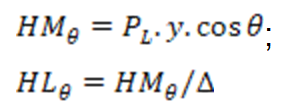 HM_θ = P_L. y. cos θ;
HL_θ = HM_θ/Δ